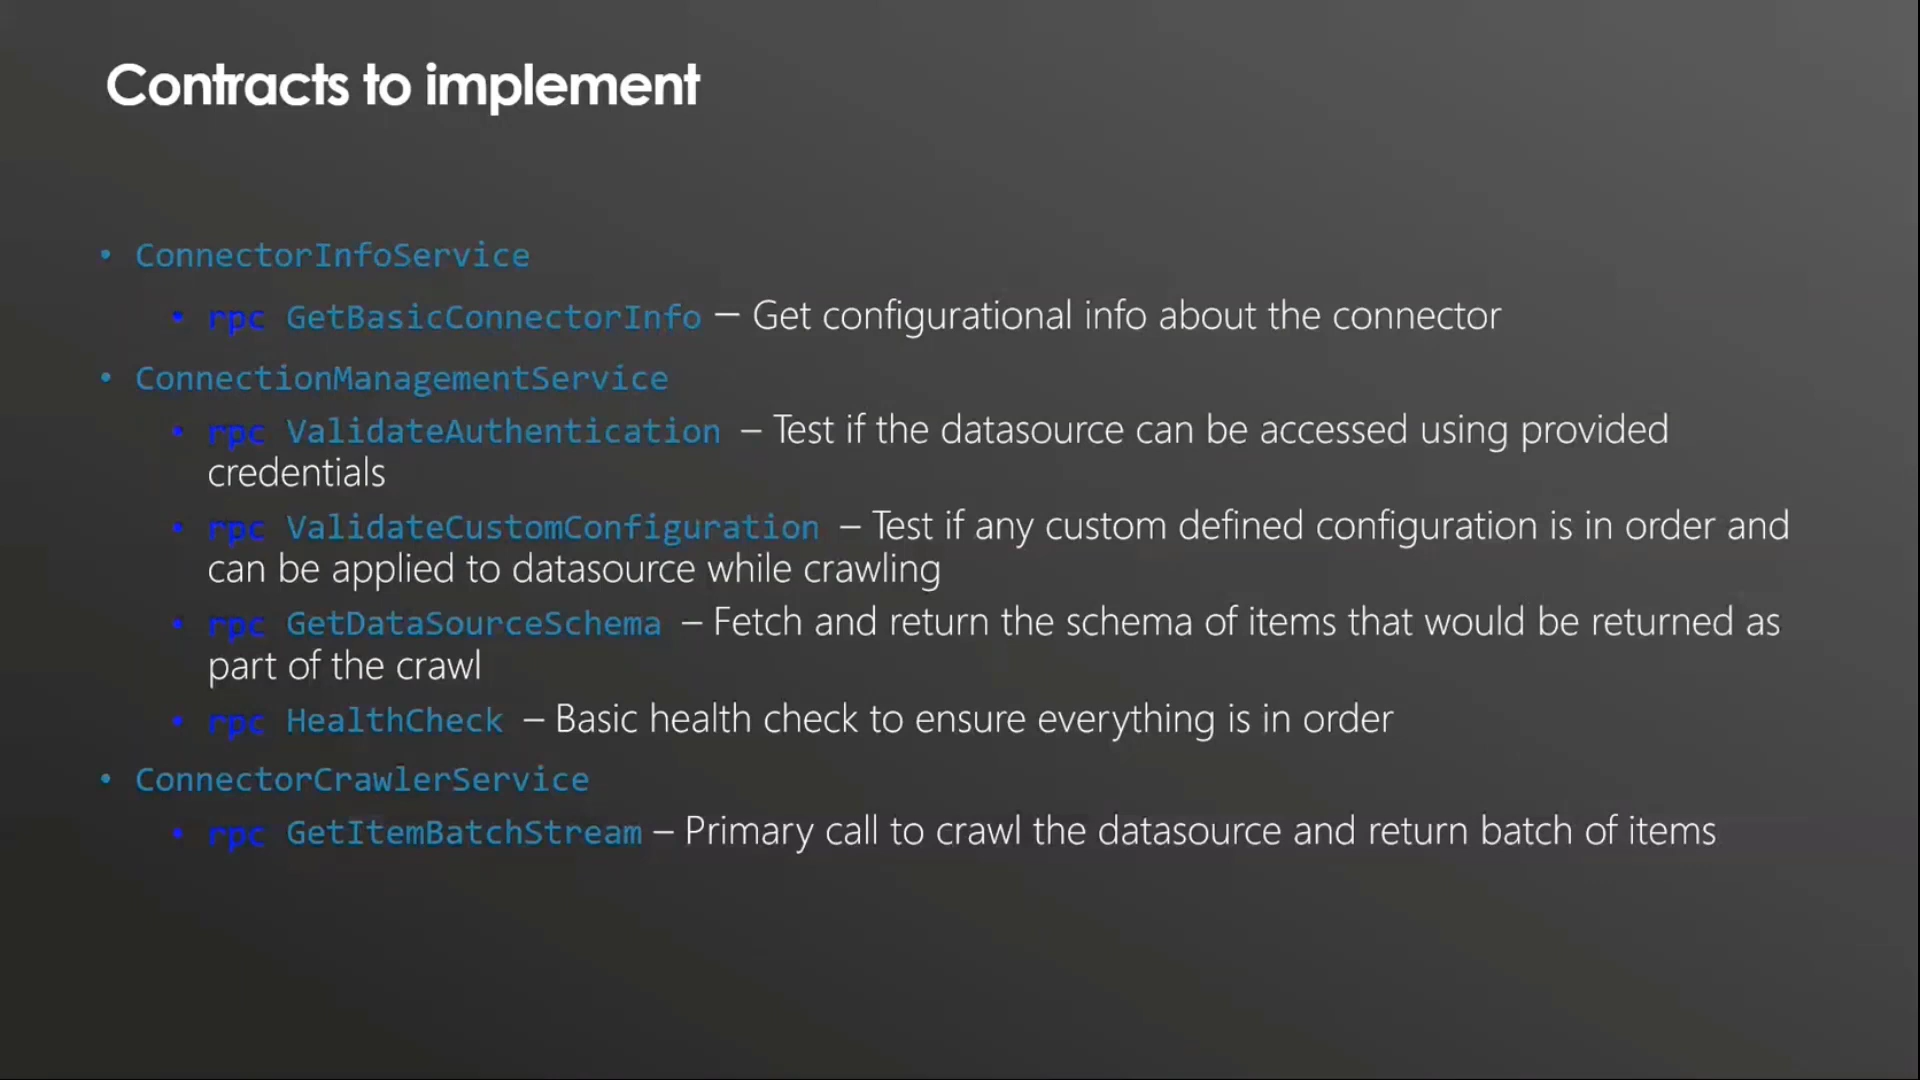 Contracts to implement
• ConnectorInfoService
• rpc GetBasicConnectorInfo – Get configurational info about the connector
• ConnectionManagementService
• rpc ValidateAuthentication – Test if the datasource can be accessed using provided
credentials
• rpc ValidateCustomConfiguration – Test if any custom defined configuration is in order and
can be applied to datasource while crawling
• rpc GetDataSourceSchema – Fetch and return the schema of items that would be returned as
part of the crawl
• rpc HealthCheck – Basic health check to ensure everything is in order
• ConnectorCrawlerService
• rpc GetItemBatchStream – Primary call to crawl the datasource and return batch of items